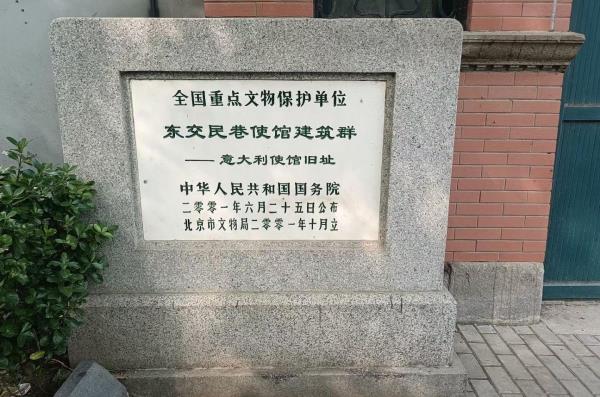 全国重点文物保护单位
东交民巷使馆建筑群
——意大利使馆旧址
中华人民共和国国务院
二零零一年六月二十五日公布
北京市文物局二零零一年十月立